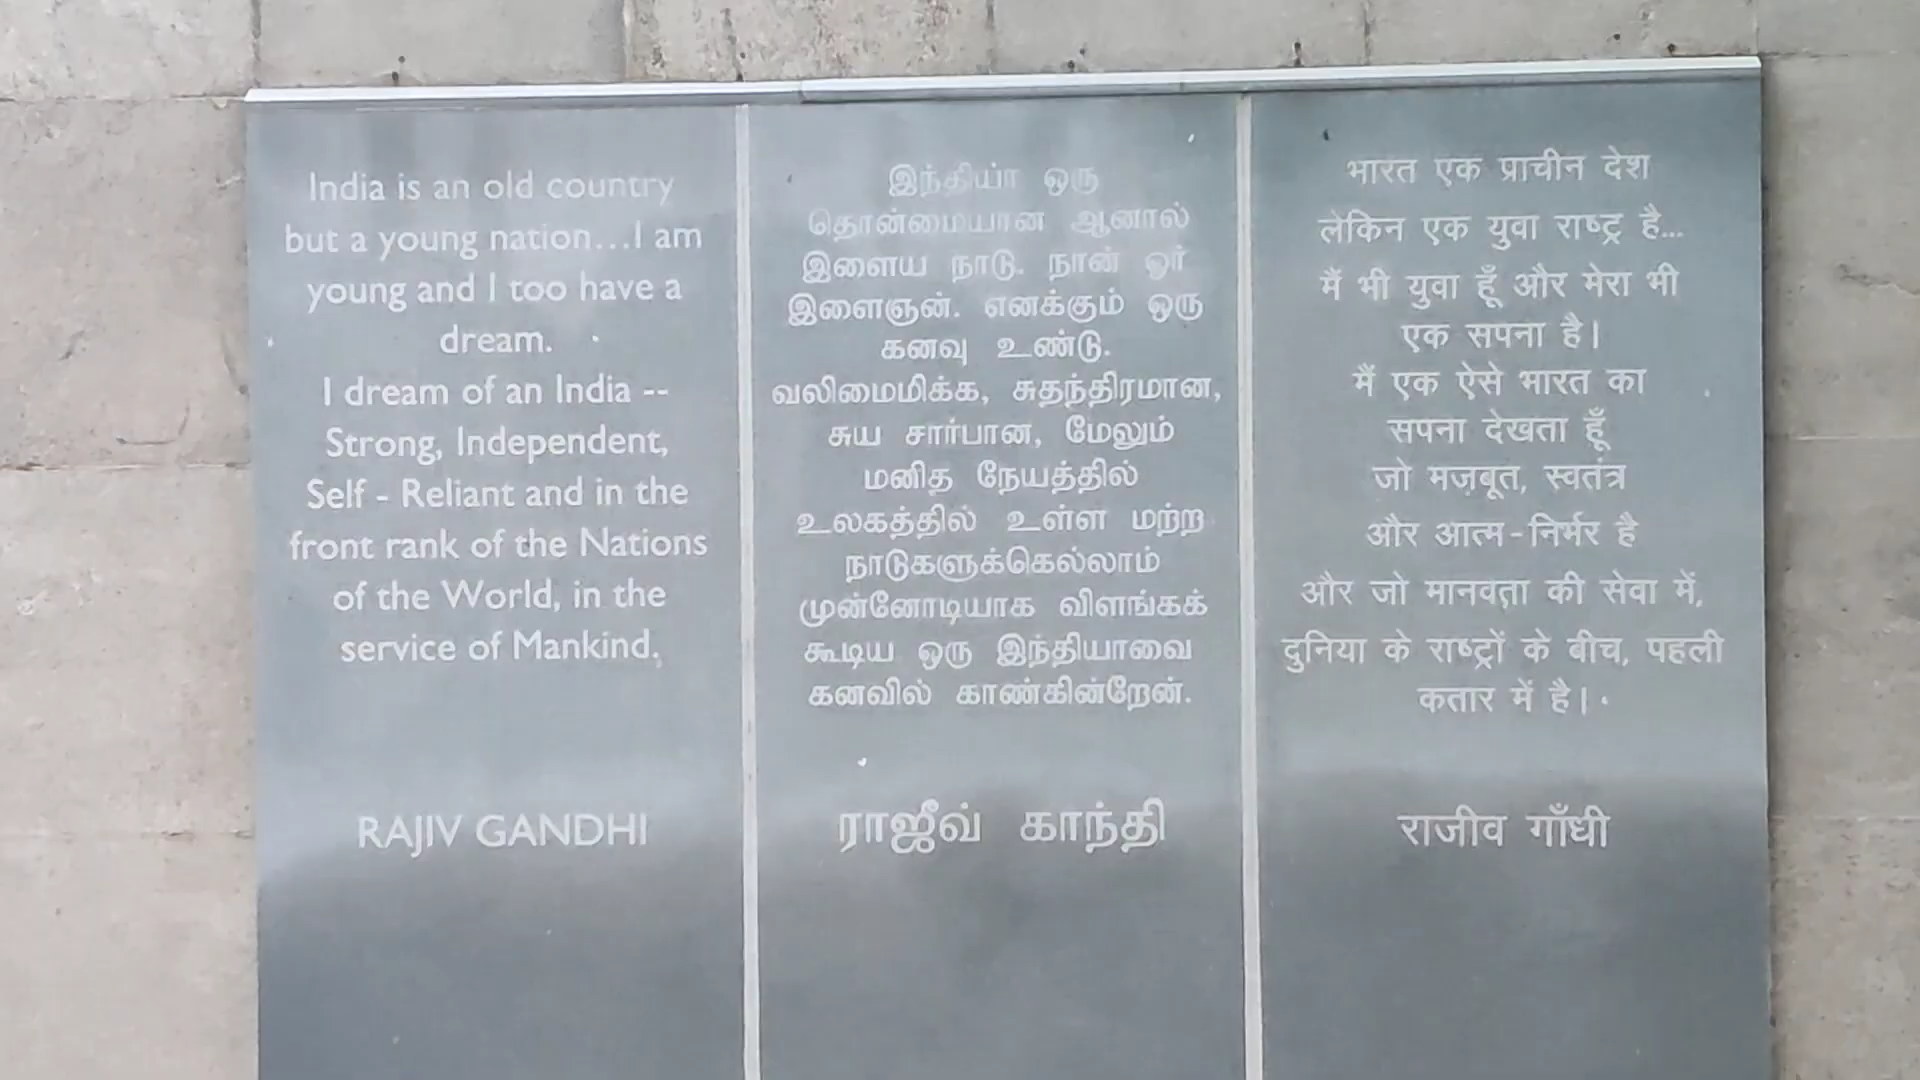 India is an old country
but a young nation...I am
young and I too have a
dream.
I dream of an India --
Strong, Independent,
Self - Reliant and in the
front rank of the Nations
of the World, in the
service of Mankind.
RAJIV GANDHI
இந்தியா ஒரு
தொன்மையான ஆனால்
இளைய நாடு. நான் ஓர்
இளைஞன். எனக்கும் ஒரு
கனவு உண்டு.
வலிமைமிக்க, சுதந்திரமான,
சுய சார்பான, மேலும்
மனித நேயத்தில்
உலகத்தில் உள்ள மற்ற
நாடுகளுக்கெல்லாம்
முன்னோடியாக விளங்கக்
கூடிய ஒரு இந்தியாவை
கனவில் காண்கின்றேன்.
ராஜீவ் காந்தி
भारत एक प्राचीन देश
लेकिन एक युवा राष्ट्र है...
मैं भी युवा हूँ और मेरा भी
एक सपना है।
मैं एक ऐसे भारत का
सपना देखता हूँ
जो मज़बूत, स्वतंत्र
और आत्म-निर्भर है
और जो मानवता की सेवा में,
दुनिया के राष्ट्रों के बीच, पहली
कतार में है।
राजीव गाँधी